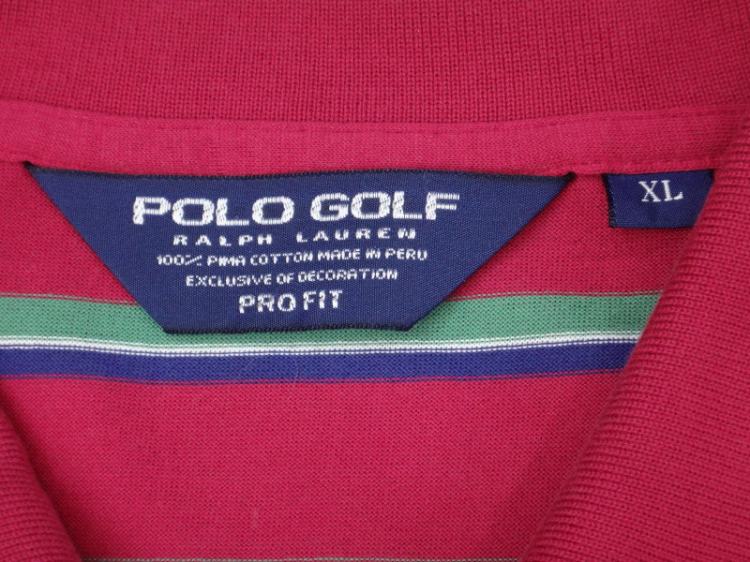 POLO GOLF
RALPH LAUREN
100% PIMA COTTON MADE IN PERU
EXCLUSIVE OF DECORATION
PRO FIT
XL